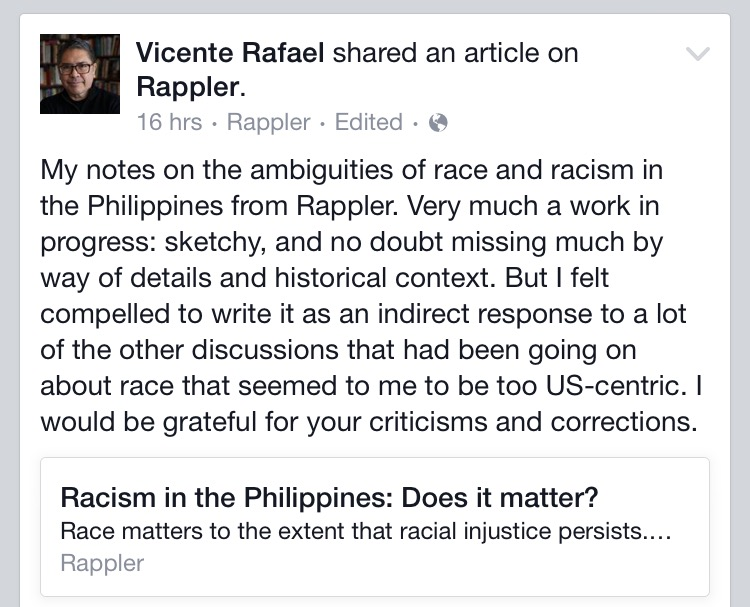 Vicente Rafael shared an article on
Rappler.
16 hrs · Rappler · Edited ·
My notes on the ambiguities of race and racism in
the Philippines from Rappler. Very much a work in
progress: sketchy, and no doubt missing much by
way of details and historical context. But I felt
compelled to write it as an indirect response to a lot
of the other discussions that had been going on
about race that seemed to me to be too US-centric. I
would be grateful for your criticisms and corrections.
Racism in the Philippines: Does it matter?
Race matters to the extent that racial injustice persists....
Rappler